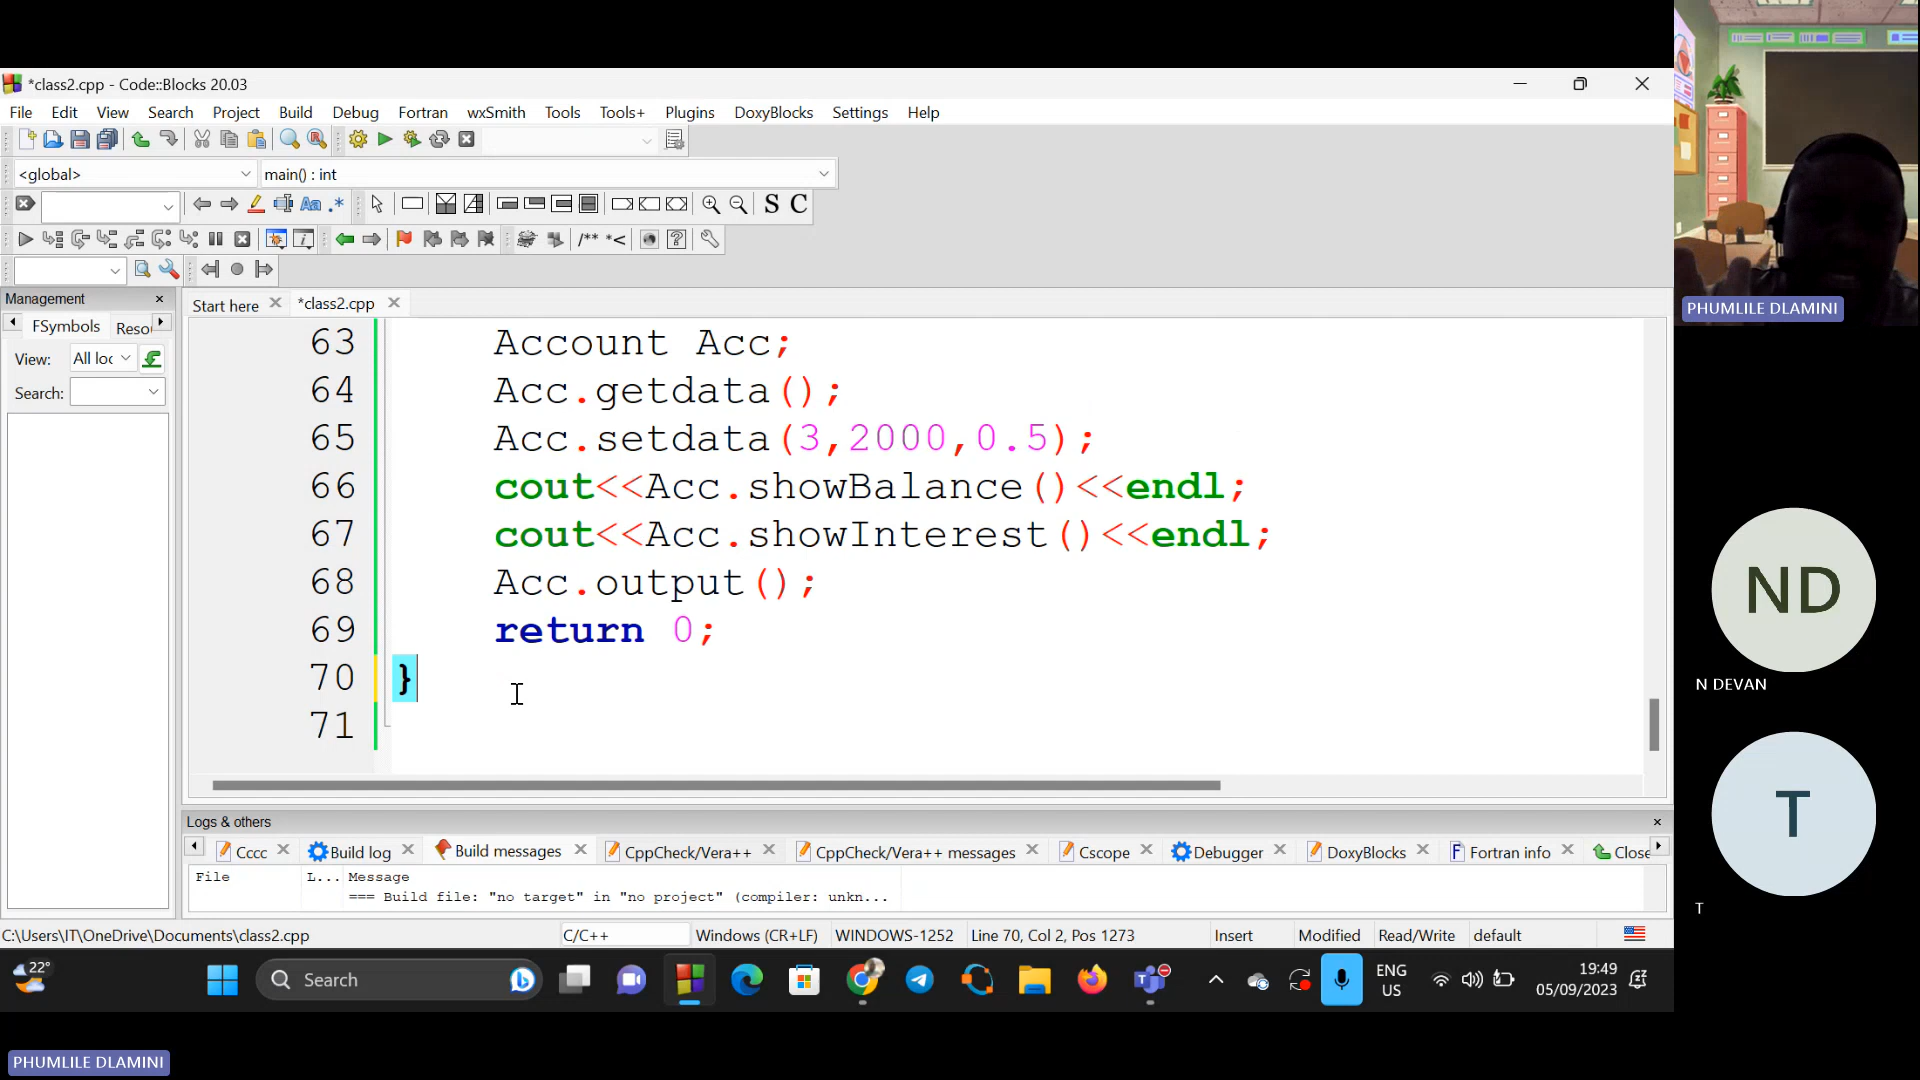 *class2.cpp - Code::Blocks 20.03
File Edit View Search Project Build Debug Fortran wxSmith Tools Tools+ Plugins DoxyBlocks Settings Help
<global> main() : int
S C
/** *<
Management
Start here *class2.cpp
FSymbols Reso
View: All loc
Search:
63 Account Acc;
64 Acc.getdata();
65 Acc.setdata(3,2000,0.5);
66 cout<<Acc.showBalance()<<endl;
67 cout<<Acc.showInterest()<<endl;
68 Acc.output();
69 return 0;
70 }
71
Logs & others
Cccc Build log Build messages CppCheck/Vera++ CppCheck/Vera++ messages Cscope Debugger DoxyBlocks Fortran info Close
File L... Message
=== Build file: "no target" in "no project" (compiler: unkn...
C:\Users\IT\OneDrive\Documents\class2.cpp C/C++ Windows (CR+LF) WINDOWS-1252 Line 70, Col 2, Pos 1273 Insert Modified Read/Write default
22° Search ENG US 19:49 05/09/2023
PHUMLILE DLAMINI
ND
N DEVAN
T
T
PHUMLILE DLAMINI